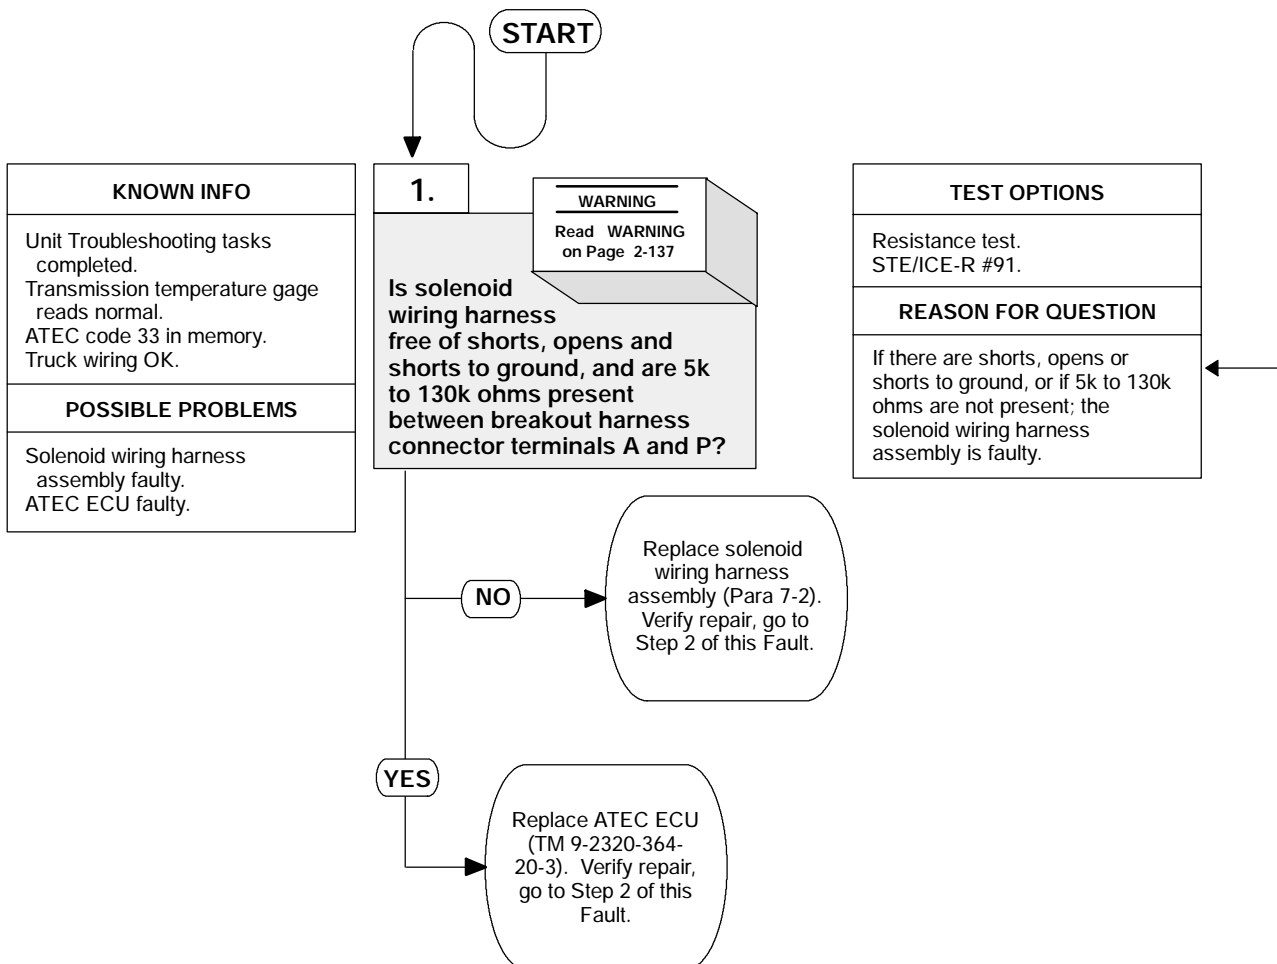 START
KNOWN INFO
Unit Troubleshooting tasks
completed.
Transmission temperature gage
reads normal.
ATEC code 33 in memory.
Truck wiring OK.
POSSIBLE PROBLEMS
Solenoid wiring harness
assembly faulty.
ATEC ECU faulty.
1.
WARNING
Read WARNING
on Page 2-137
Is solenoid
wiring harness
free of shorts, opens and
shorts to ground, and are 5k
to 130k ohms present
between breakout harness
connector terminals A and P?
TEST OPTIONS
Resistance test.
STE/ICE-R #91.
REASON FOR QUESTION
If there are shorts, opens or
shorts to ground, or if 5k to 130k
ohms are not present; the
solenoid wiring harness
assembly is faulty.
NO
Replace solenoid
wiring harness
assembly (Para 7-2).
Verify repair, go to
Step 2 of this Fault.
YES
Replace ATEC ECU
(TM 9-2320-364-
20-3). Verify repair,
go to Step 2 of this
Fault.